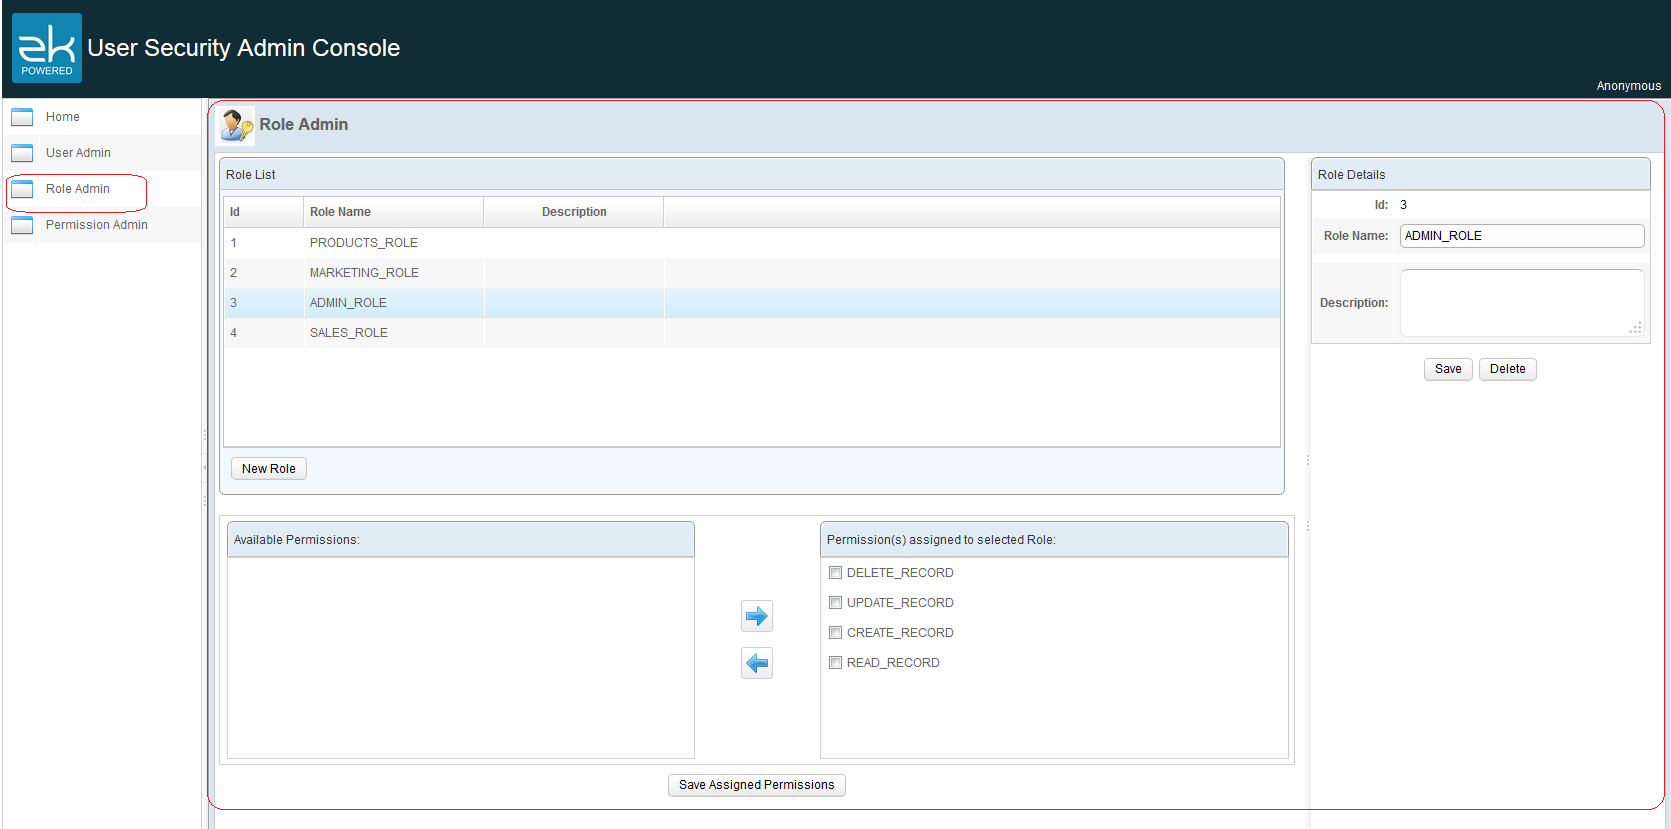 ZK
POWERED
User Security Admin Console
Anonymous
Home
User Admin
Role Admin
Permission Admin
Role Admin
Role List
Id Role Name Description
1 PRODUCTS_ROLE
2 MARKETING_ROLE
3 ADMIN_ROLE
4 SALES_ROLE
New Role
Role Details
Id: 3
Role Name: ADMIN_ROLE
Description:
Save Delete
Available Permissions:
Permission(s) assigned to selected Role:
DELETE_RECORD
UPDATE_RECORD
CREATE_RECORD
READ_RECORD
Save Assigned Permissions